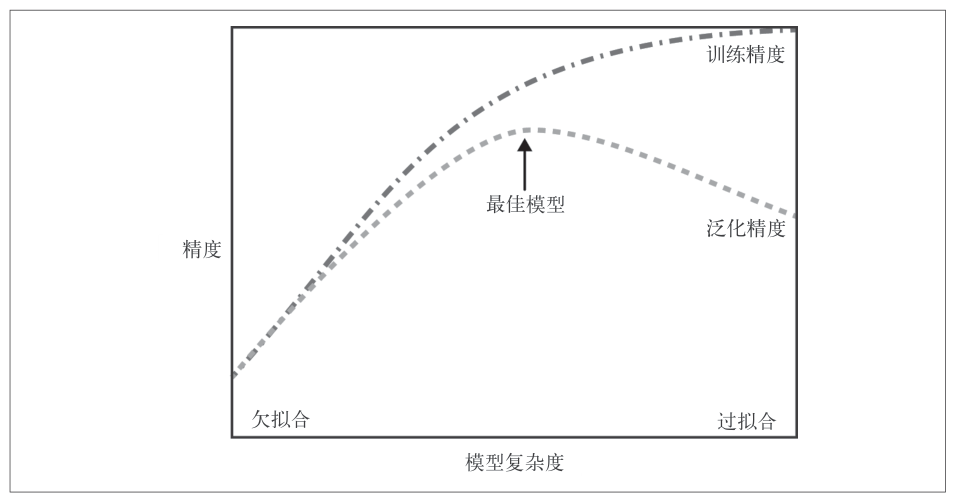 训练精度
最佳模型
泛化精度
精度
欠拟合
过拟合
模型复杂度